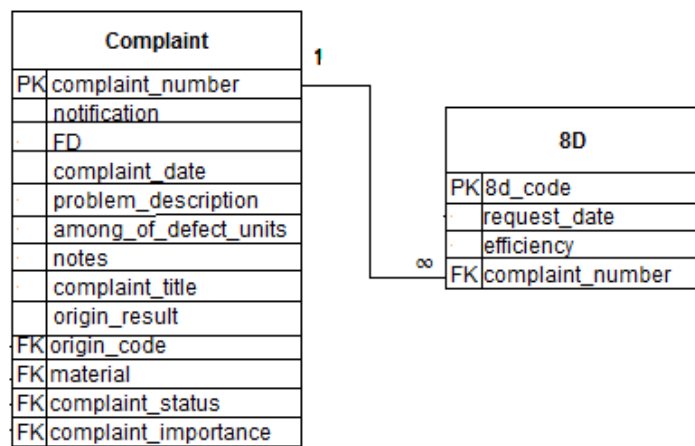 Complaint
PK complaint_number
notification
FD
complaint_date
problem_description
among_of_defect_units
notes
complaint_title
origin_result
FK origin_code
FK material
FK complaint_status
FK complaint_importance
1
∞
8D
PK 8d_code
request_date
efficiency
FK complaint_number